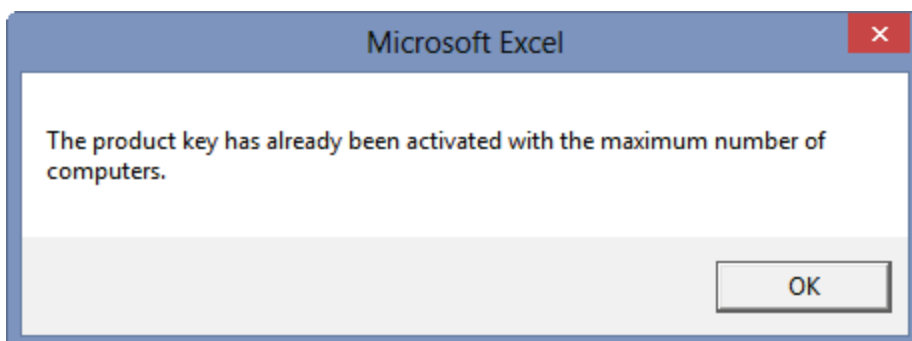 Microsoft Excel
The product key has already been activated with the maximum number of
computers.
OK